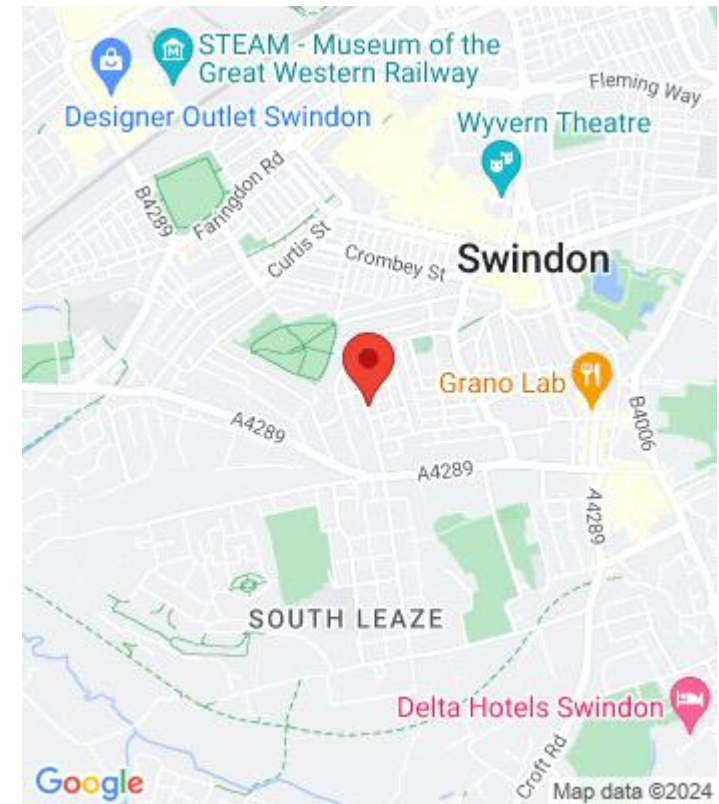 STEAM - Museum of the
Great Western Railway
Fleming Way
Designer Outlet Swindon
Wyvern Theatre
B4289
Faringdon Rd
Curtis St
Crombey St
Swindon
Grano Lab
B4006
A4289
A4289
A4289
SOUTH LEAZE
Delta Hotels Swindon
Croft Rd
Google
Map data ©2024